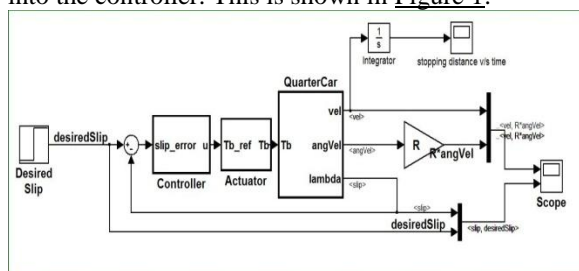 into the controller. This is shown in Figure 1.
1
s
Integrator
stopping distance v/s time
QuarterCar
vel
<vel>
desiredSlip
slip_error u
Tb_ref Tb
Tb
angVel
<angVel>
R
R*angVel
<vel, R*angVel>
<vel, R*angVel>
Desired
Slip
Controller
Actuator
lambda
<slip>
Scope
<slip>
desiredSlip
<slip, desiredSlip>